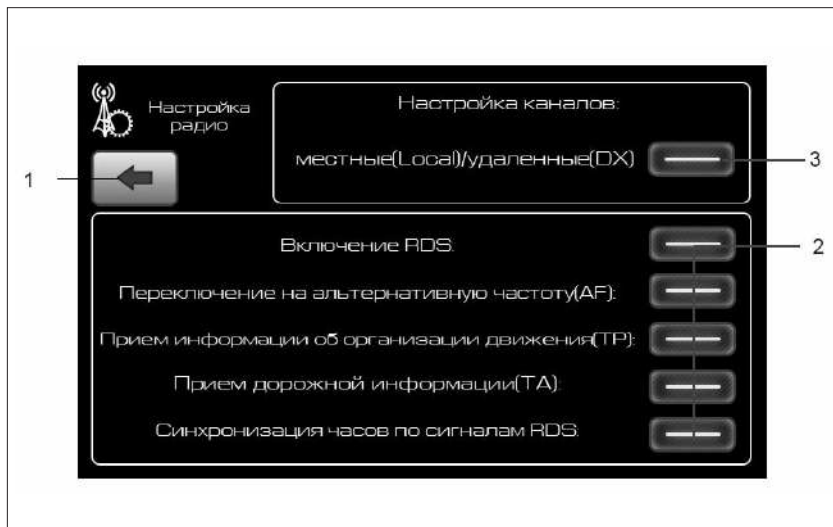 Настройка
радио
Настройка каналов:
местные(Local)/удаленные(DX)
3
1
Включение RDS:
2
Переключение на альтернативную частоту(AF):
Прием информации об организации движения(TP):
Прием дорожной информации(TA):
Синхронизация часов по сигналам RDS: